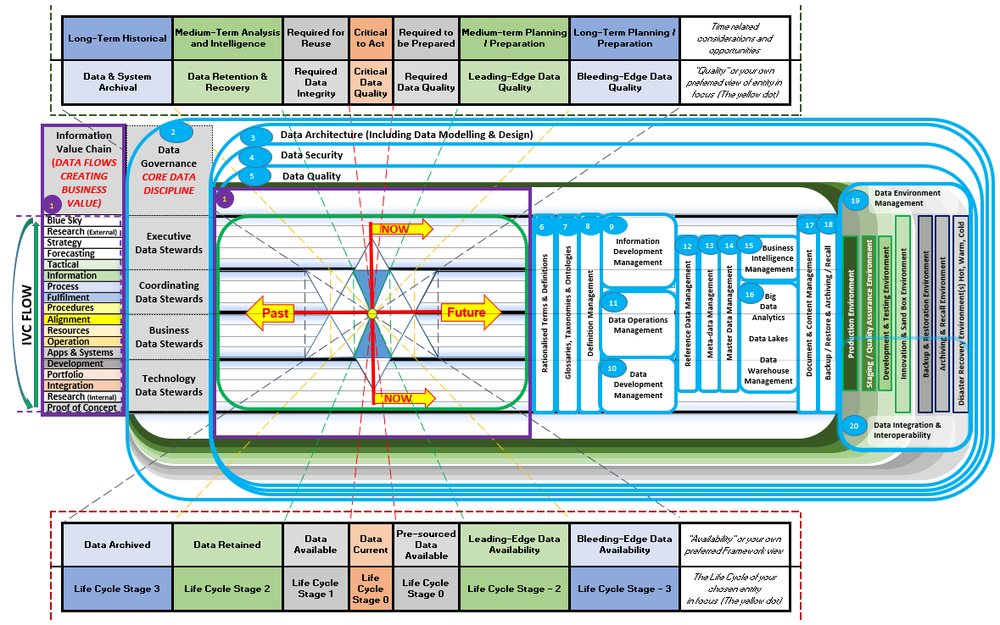 Long-Term Historical
Medium-Term Analysis
and Intelligence
Required for
Reuse
Critical
to Act
Required to
be Prepared
Medium-term Planning
/ Preparation
Long-Term Planning /
Preparation
Time related
considerations and
opportunities
Data & System
Archival
Data Retention &
Recovery
Required
Data
Integrity
Critical
Data
Quality
Required
Data Quality
Leading-Edge Data
Quality
Bleeding-Edge Data
Quality
"Quality" or your own
preferred view of entity in
focus (The yellow dot)
Information
Value Chain
(DATA FLOWS
CREATING
BUSINESS
VALUE)
1
2
Data
Governance
CORE DATA
DISCIPLINE
3
Data Architecture (Including Data Modelling & Design)
4
Data Security
5
Data Quality
1
IVC FLOW
Blue Sky
Research (External)
Strategy
Forecasting
Tactical
Information
Process
Fulfilment
Procedures
Alignment
Resources
Operation
Apps & Systems
Development
Portfolio
Integration
Research (Internal)
Proof of Concept
Executive
Data Stewards
Coordinating
Data Stewards
Business
Data Stewards
Technology
Data Stewards
NOW
Past
Future
NOW
6
Rationalised Terms & Definitions
7
Glossaries, Taxonomies & Ontologies
8
Definition Management
9
Information
Development
Management
11
Data Operations
Management
10
Data
Development
Management
12
Reference Data Management
13
Meta-data Management
14
Master Data Management
15
Business
Intelligence
Management
16
Big
Data
Analytics
Data Lakes
Data
Warehouse
Management
17
Document & Content Management
18
Backup / Restore & Archiving / Recall
19
Data Environment
Management
Production Environment
Staging / Quality Assurance Environment
Development & Testing Environment
Innovation & Sand Box Environment
Backup & Restoration Environment
Archiving & Recall Environment
Disaster Recovery Environment(s) Hot, Warm, Cold
20
Data Integration &
Interoperability
Data Archived
Data Retained
Data
Available
Data
Current
Pre-sourced
Data
Available
Leading-Edge Data
Availability
Bleeding-Edge Data
Availability
"Availability" or your own
preferred Framework view
Life Cycle Stage 3
Life Cycle Stage 2
Life Cycle
Stage 1
Life
Cycle
Stage 0
Life Cycle
Stage 0
Life Cycle Stage - 2
Life Cycle Stage - 3
The Life Cycle of your
chosen entity
in focus (The yellow dot)